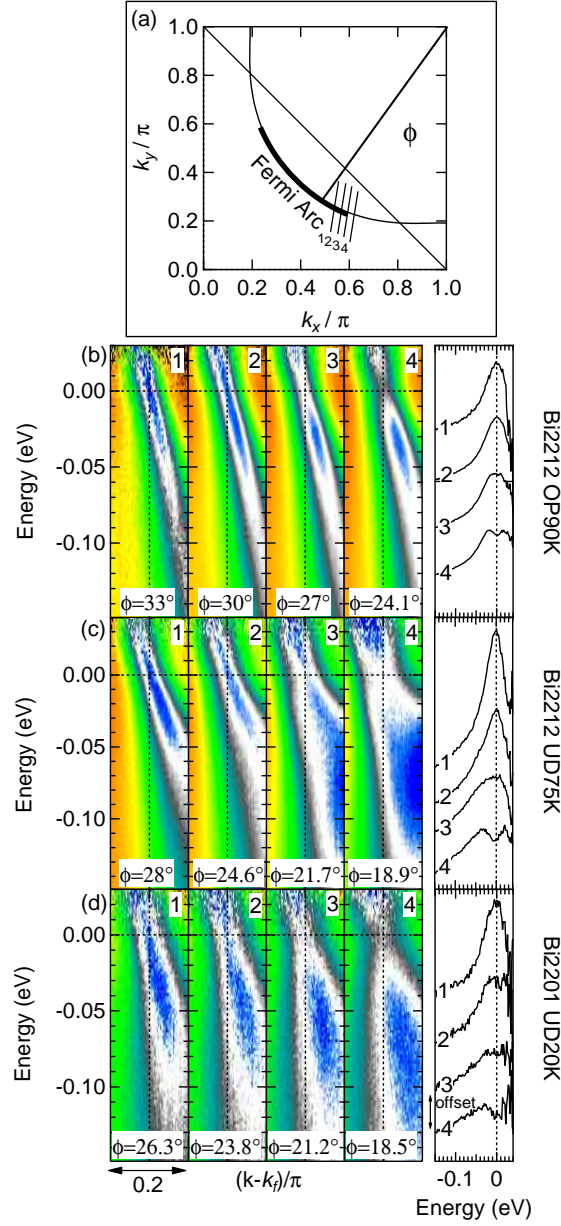 (a)
1.0
0.8
0.6
0.4
0.2
0.0
k_y / π
ϕ
Fermi Arc
1234
0.0 0.2 0.4 0.6 0.8 1.0
k_x / π
(b)
1 2 3 4
0.00
-0.05
-0.10
Energy (eV)
ϕ=33° ϕ=30° ϕ=27° ϕ=24.1°
1
2
3
4
Bi2212 OP90K
(c)
1 2 3 4
0.00
-0.05
-0.10
Energy (eV)
ϕ=28° ϕ=24.6° ϕ=21.7° ϕ=18.9°
1
2
3
4
Bi2212 UD75K
(d)
1 2 3 4
0.00
-0.05
-0.10
Energy (eV)
ϕ=26.3° ϕ=23.8° ϕ=21.2° ϕ=18.5°
1
2
3
offset
4
Bi2201 UD20K
0.2
(k-k_f)/π
-0.1 0
Energy (eV)